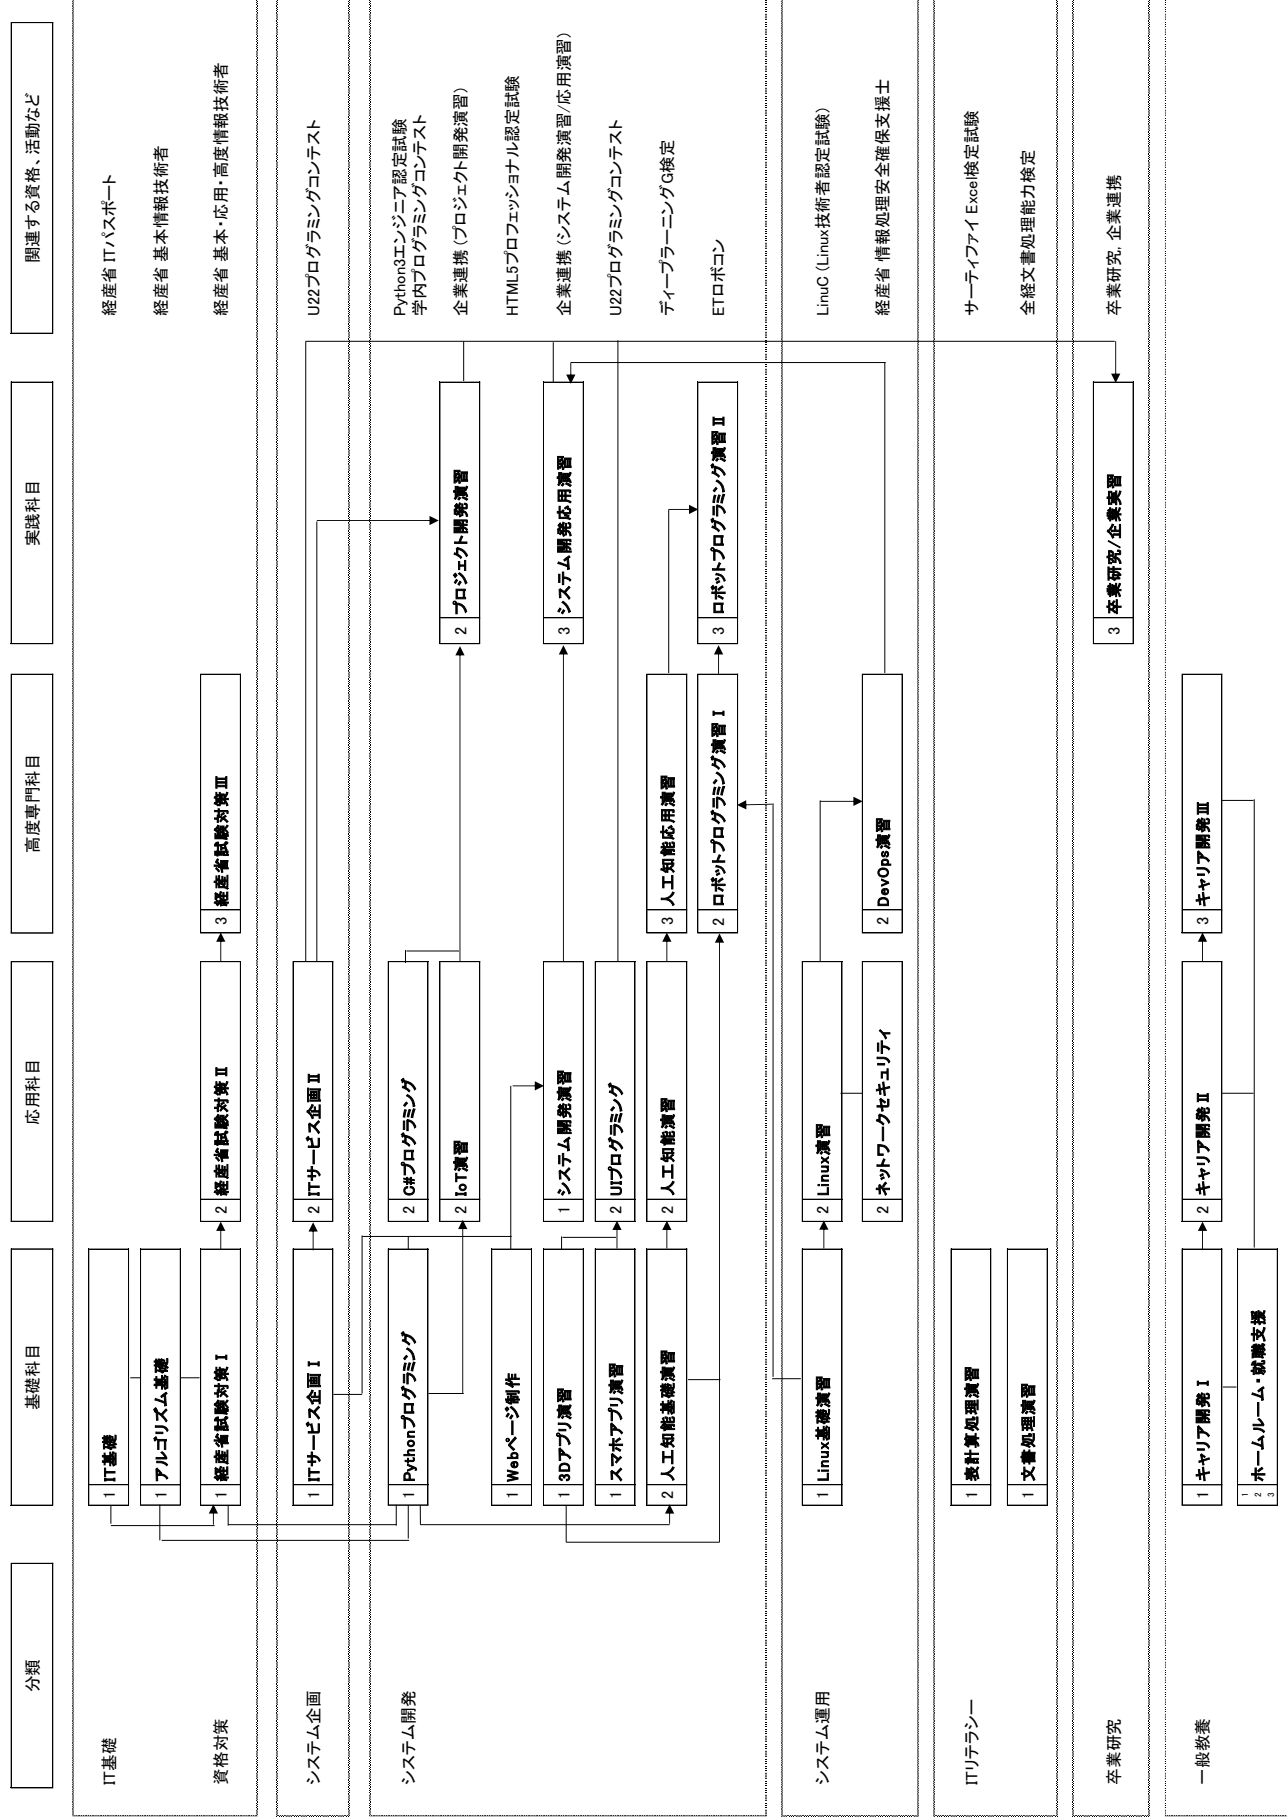 分類
基礎科目
応用科目
高度専門科目
実践科目
関連する資格、活動など
IT基礎
1 IT基礎
経産省 ITパスポート
1 アルゴリズム基礎
経産省 基本情報技術者
資格対策
1 経産省試験対策Ⅰ
2 経産省試験対策Ⅱ
3 経産省試験対策Ⅲ
経産省 基本・応用・高度情報技術者
システム企画
1 ITサービス企画Ⅰ
2 ITサービス企画Ⅱ
U22プログラミングコンテスト
システム開発
1 Pythonプログラミング
2 C#プログラミング
Python3エンジニア認定試験
学内プログラミングコンテスト
2 IoT演習
2 プロジェクト開発演習
企業連携(プロジェクト開発演習)
1 Webページ制作
HTML5プロフェッショナル認定試験
1 3Dアプリ演習
1 システム開発演習
3 システム開発応用演習
企業連携(システム開発演習/応用演習)
1 スマホアプリ演習
2 UIプログラミング
U22プログラミングコンテスト
2 人工知能基礎演習
2 人工知能演習
3 人工知能応用演習
ディープラーニングG検定
2 ロボットプログラミング演習Ⅰ
3 ロボットプログラミング演習Ⅱ
ETロボコン
システム運用
1 Linux基礎演習
2 Linux演習
LinuC (Linux技術者認定試験)
2 ネットワークセキュリティ
2 DevOps演習
経産省 情報処理安全確保支援士
ITリテラシー
1 表計算処理演習
サーティファイ Excel検定試験
1 文書処理演習
全経文書処理能力検定
卒業研究
3 卒業研究/企業実習
卒業研究, 企業連携
一般教養
1 キャリア開発Ⅰ
2 キャリア開発Ⅱ
3 キャリア開発Ⅲ
1
2
3
ホームルーム・就職支援